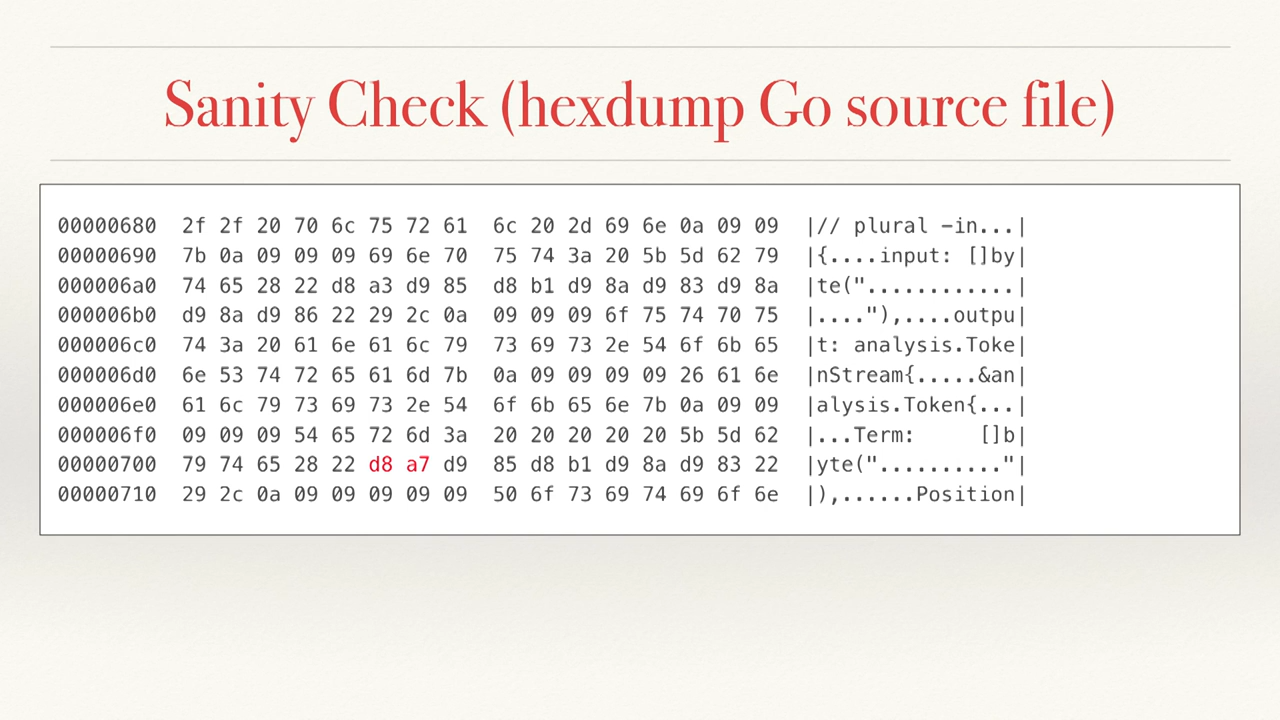 Sanity Check (hexdump Go source file)
00000680  2f 2f 20 70 6c 75 72 61  6c 20 2d 69 6e 0a 09 09  |// plural -in...|
00000690  7b 0a 09 09 09 69 6e 70  75 74 3a 20 5b 5d 62 79  |{....input: []by|
000006a0  74 65 28 22 d8 a3 d9 85  d8 b1 d9 8a d9 83 d9 8a  |te("............|
000006b0  d9 8a d9 86 22 29 2c 0a  09 09 09 6f 75 74 70 75  |...."),....outpu|
000006c0  74 3a 20 61 6e 61 6c 79  73 69 73 2e 54 6f 6b 65  |t: analysis.Toke|
000006d0  6e 53 74 72 65 61 6d 7b  0a 09 09 09 09 26 61 6e  |nStream{.....&an|
000006e0  61 6c 79 73 69 73 2e 54  6f 6b 65 6e 7b 0a 09 09  |alysis.Token{...|
000006f0  09 09 09 54 65 72 6d 3a  20 20 20 20 20 5b 5d 62  |...Term:     []b|
00000700  79 74 65 28 22 d8 a7 d9  85 d8 b1 d9 8a d9 83 22  |yte(".........."|
00000710  29 2c 0a 09 09 09 09 09  50 6f 73 69 74 69 6f 6e  |),......Position|